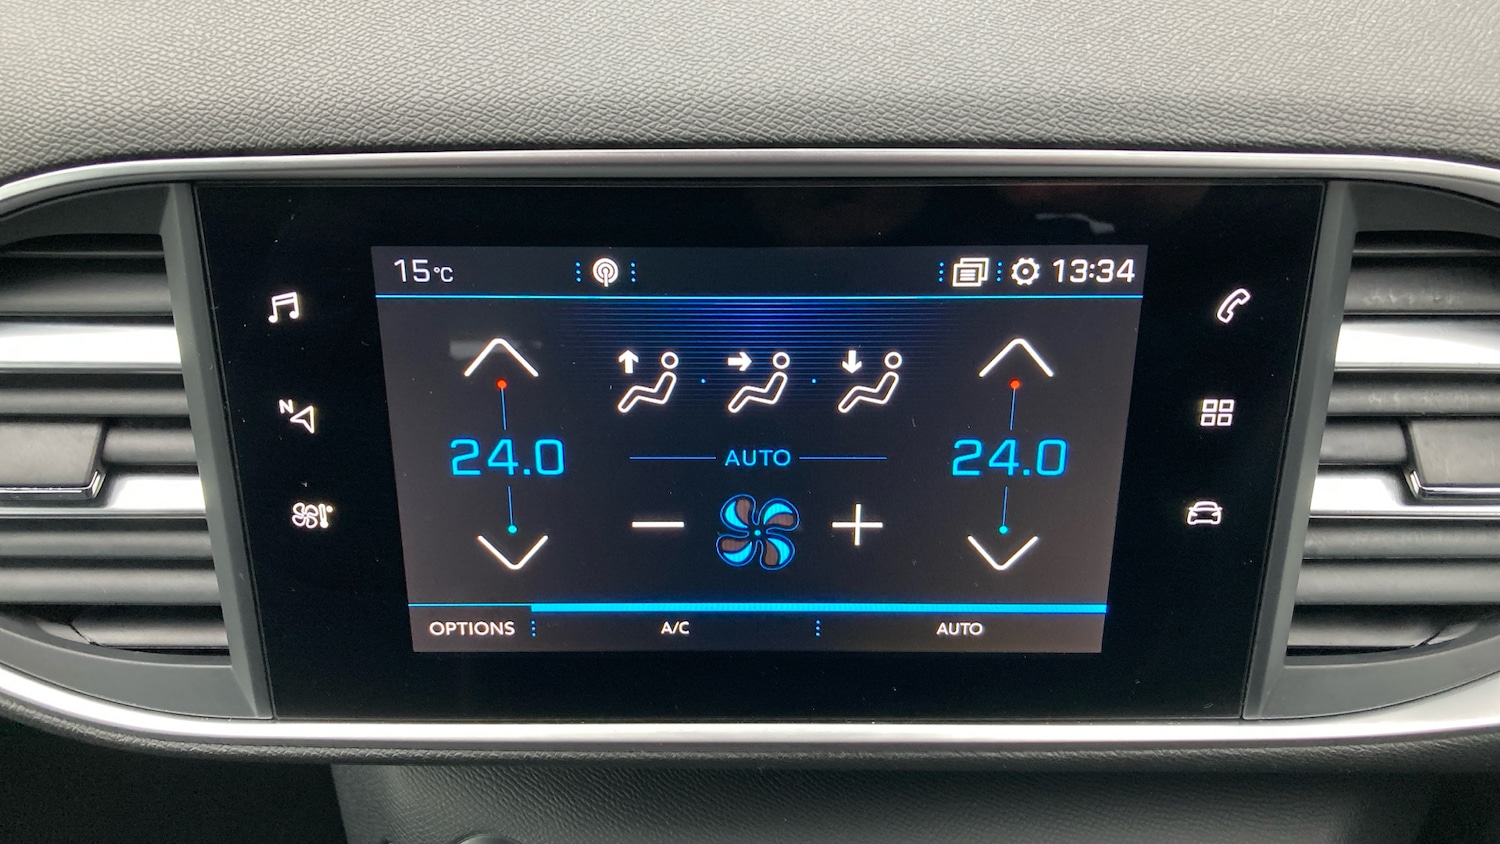 15°C 13:34
N
24.0 24.0
AUTO
OPTIONS A/C AUTO